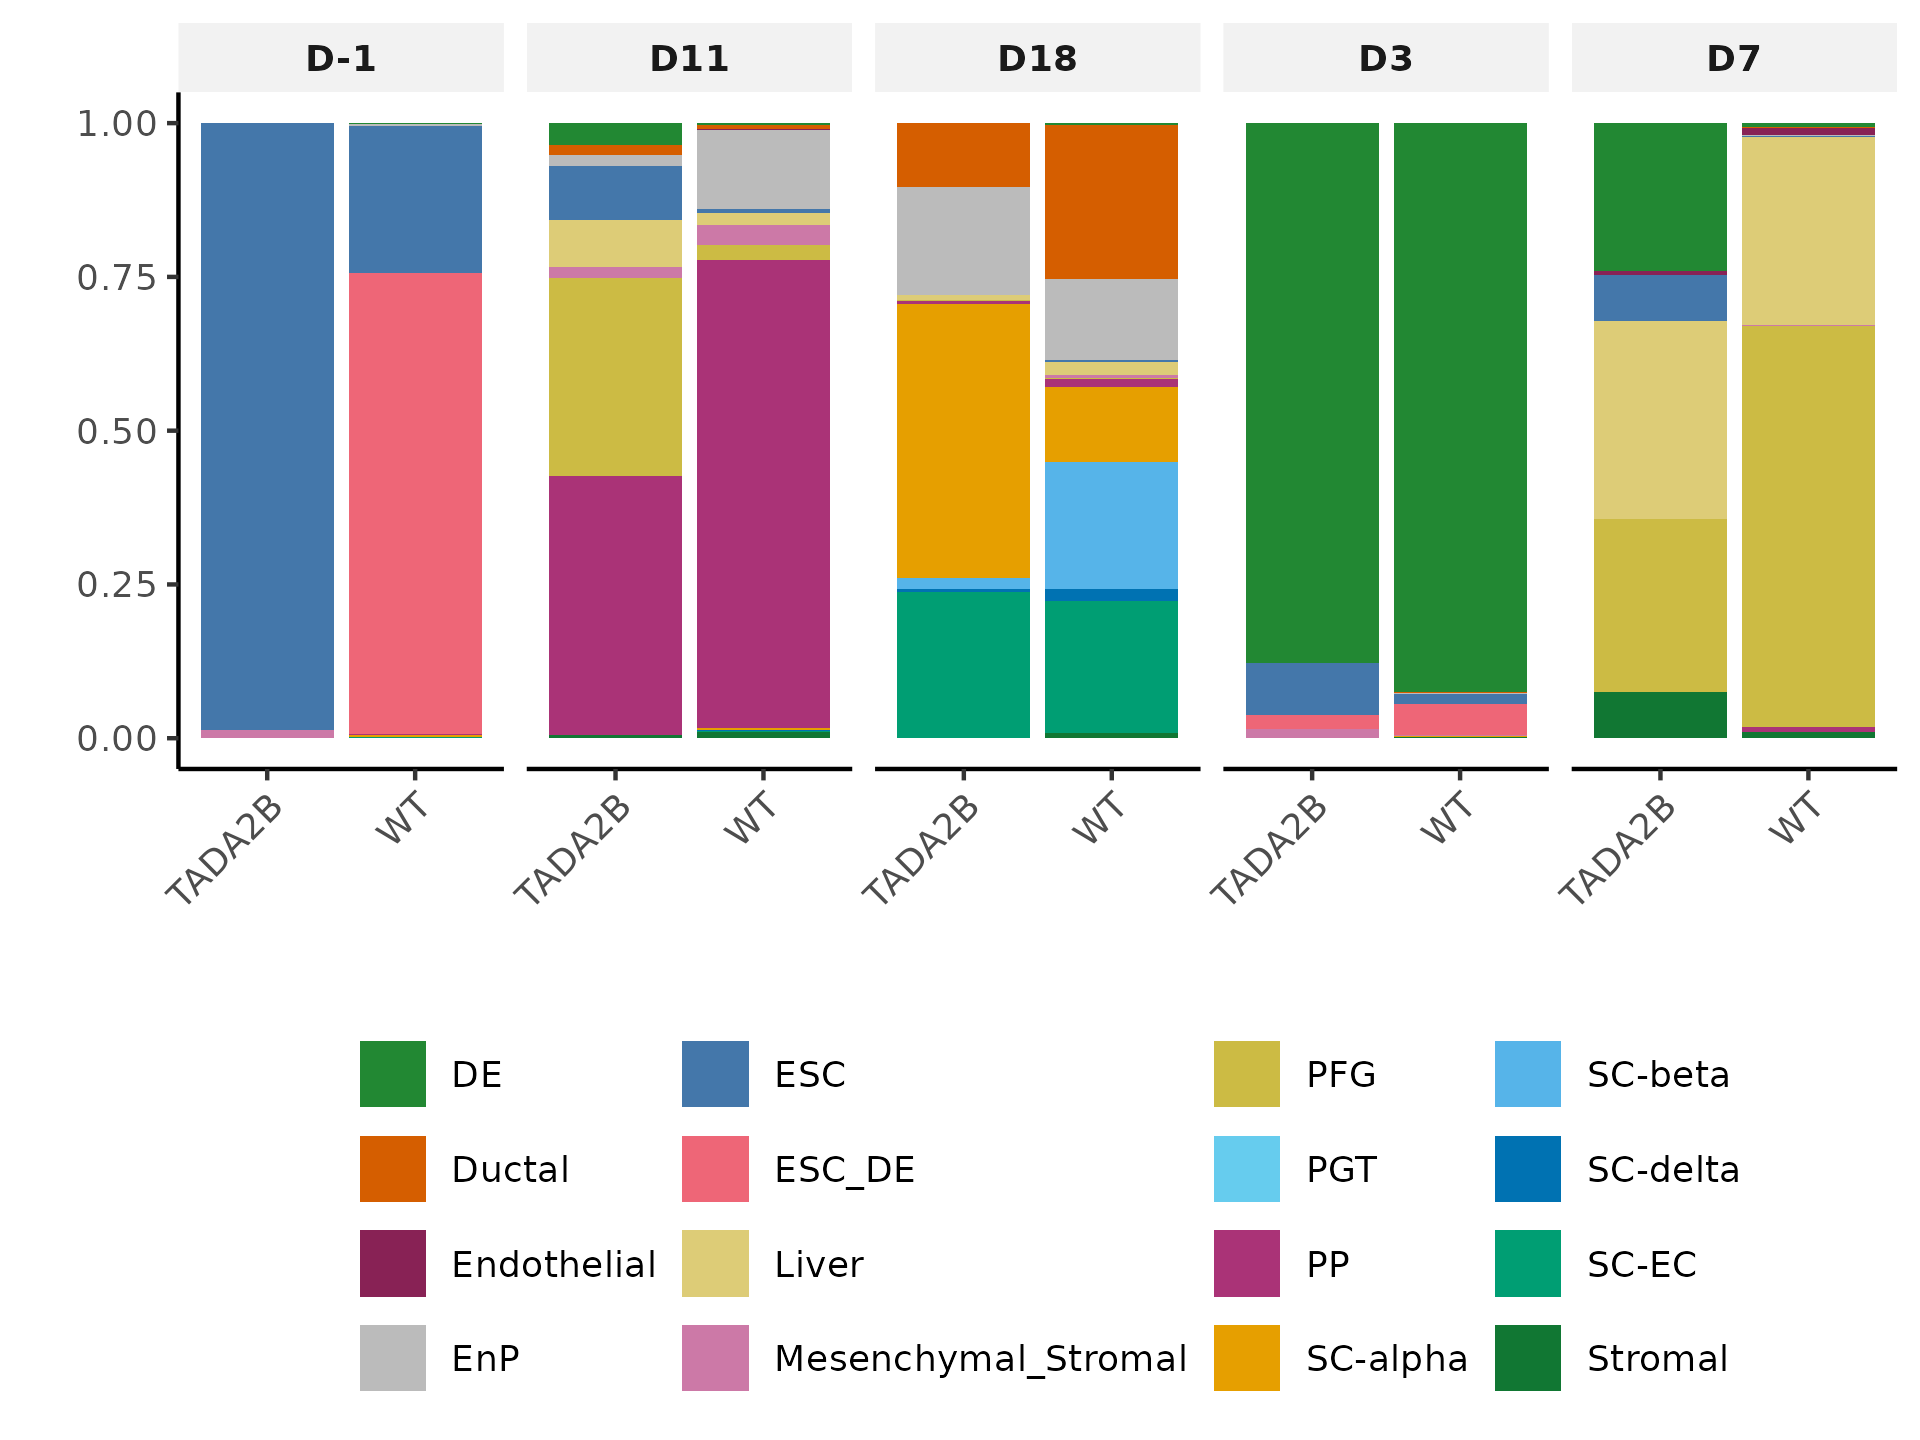 D-1 D11 D18 D3 D7
1.00
0.75
0.50
0.25
0.00
TADA2B WT TADA2B WT TADA2B WT TADA2B WT TADA2B WT
DE ESC PFG SC-beta
Ductal ESC_DE PGT SC-delta
Endothelial Liver PP SC-EC
EnP Mesenchymal_Stromal SC-alpha Stromal